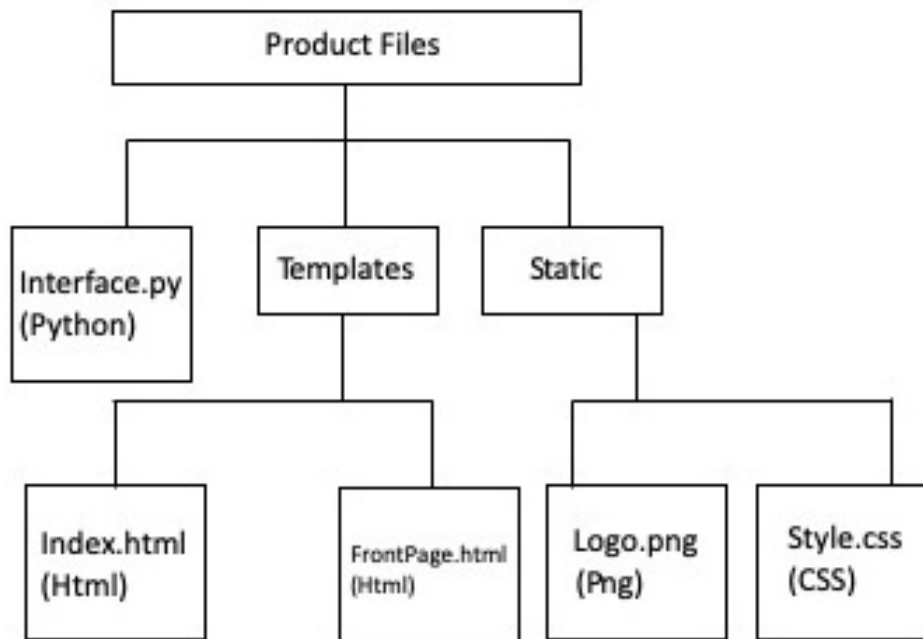 Product Files
Interface.py
(Python)
Templates
Static
Index.html
(Html)
FrontPage.html
(Html)
Logo.png
(Png)
Style.css
(CSS)